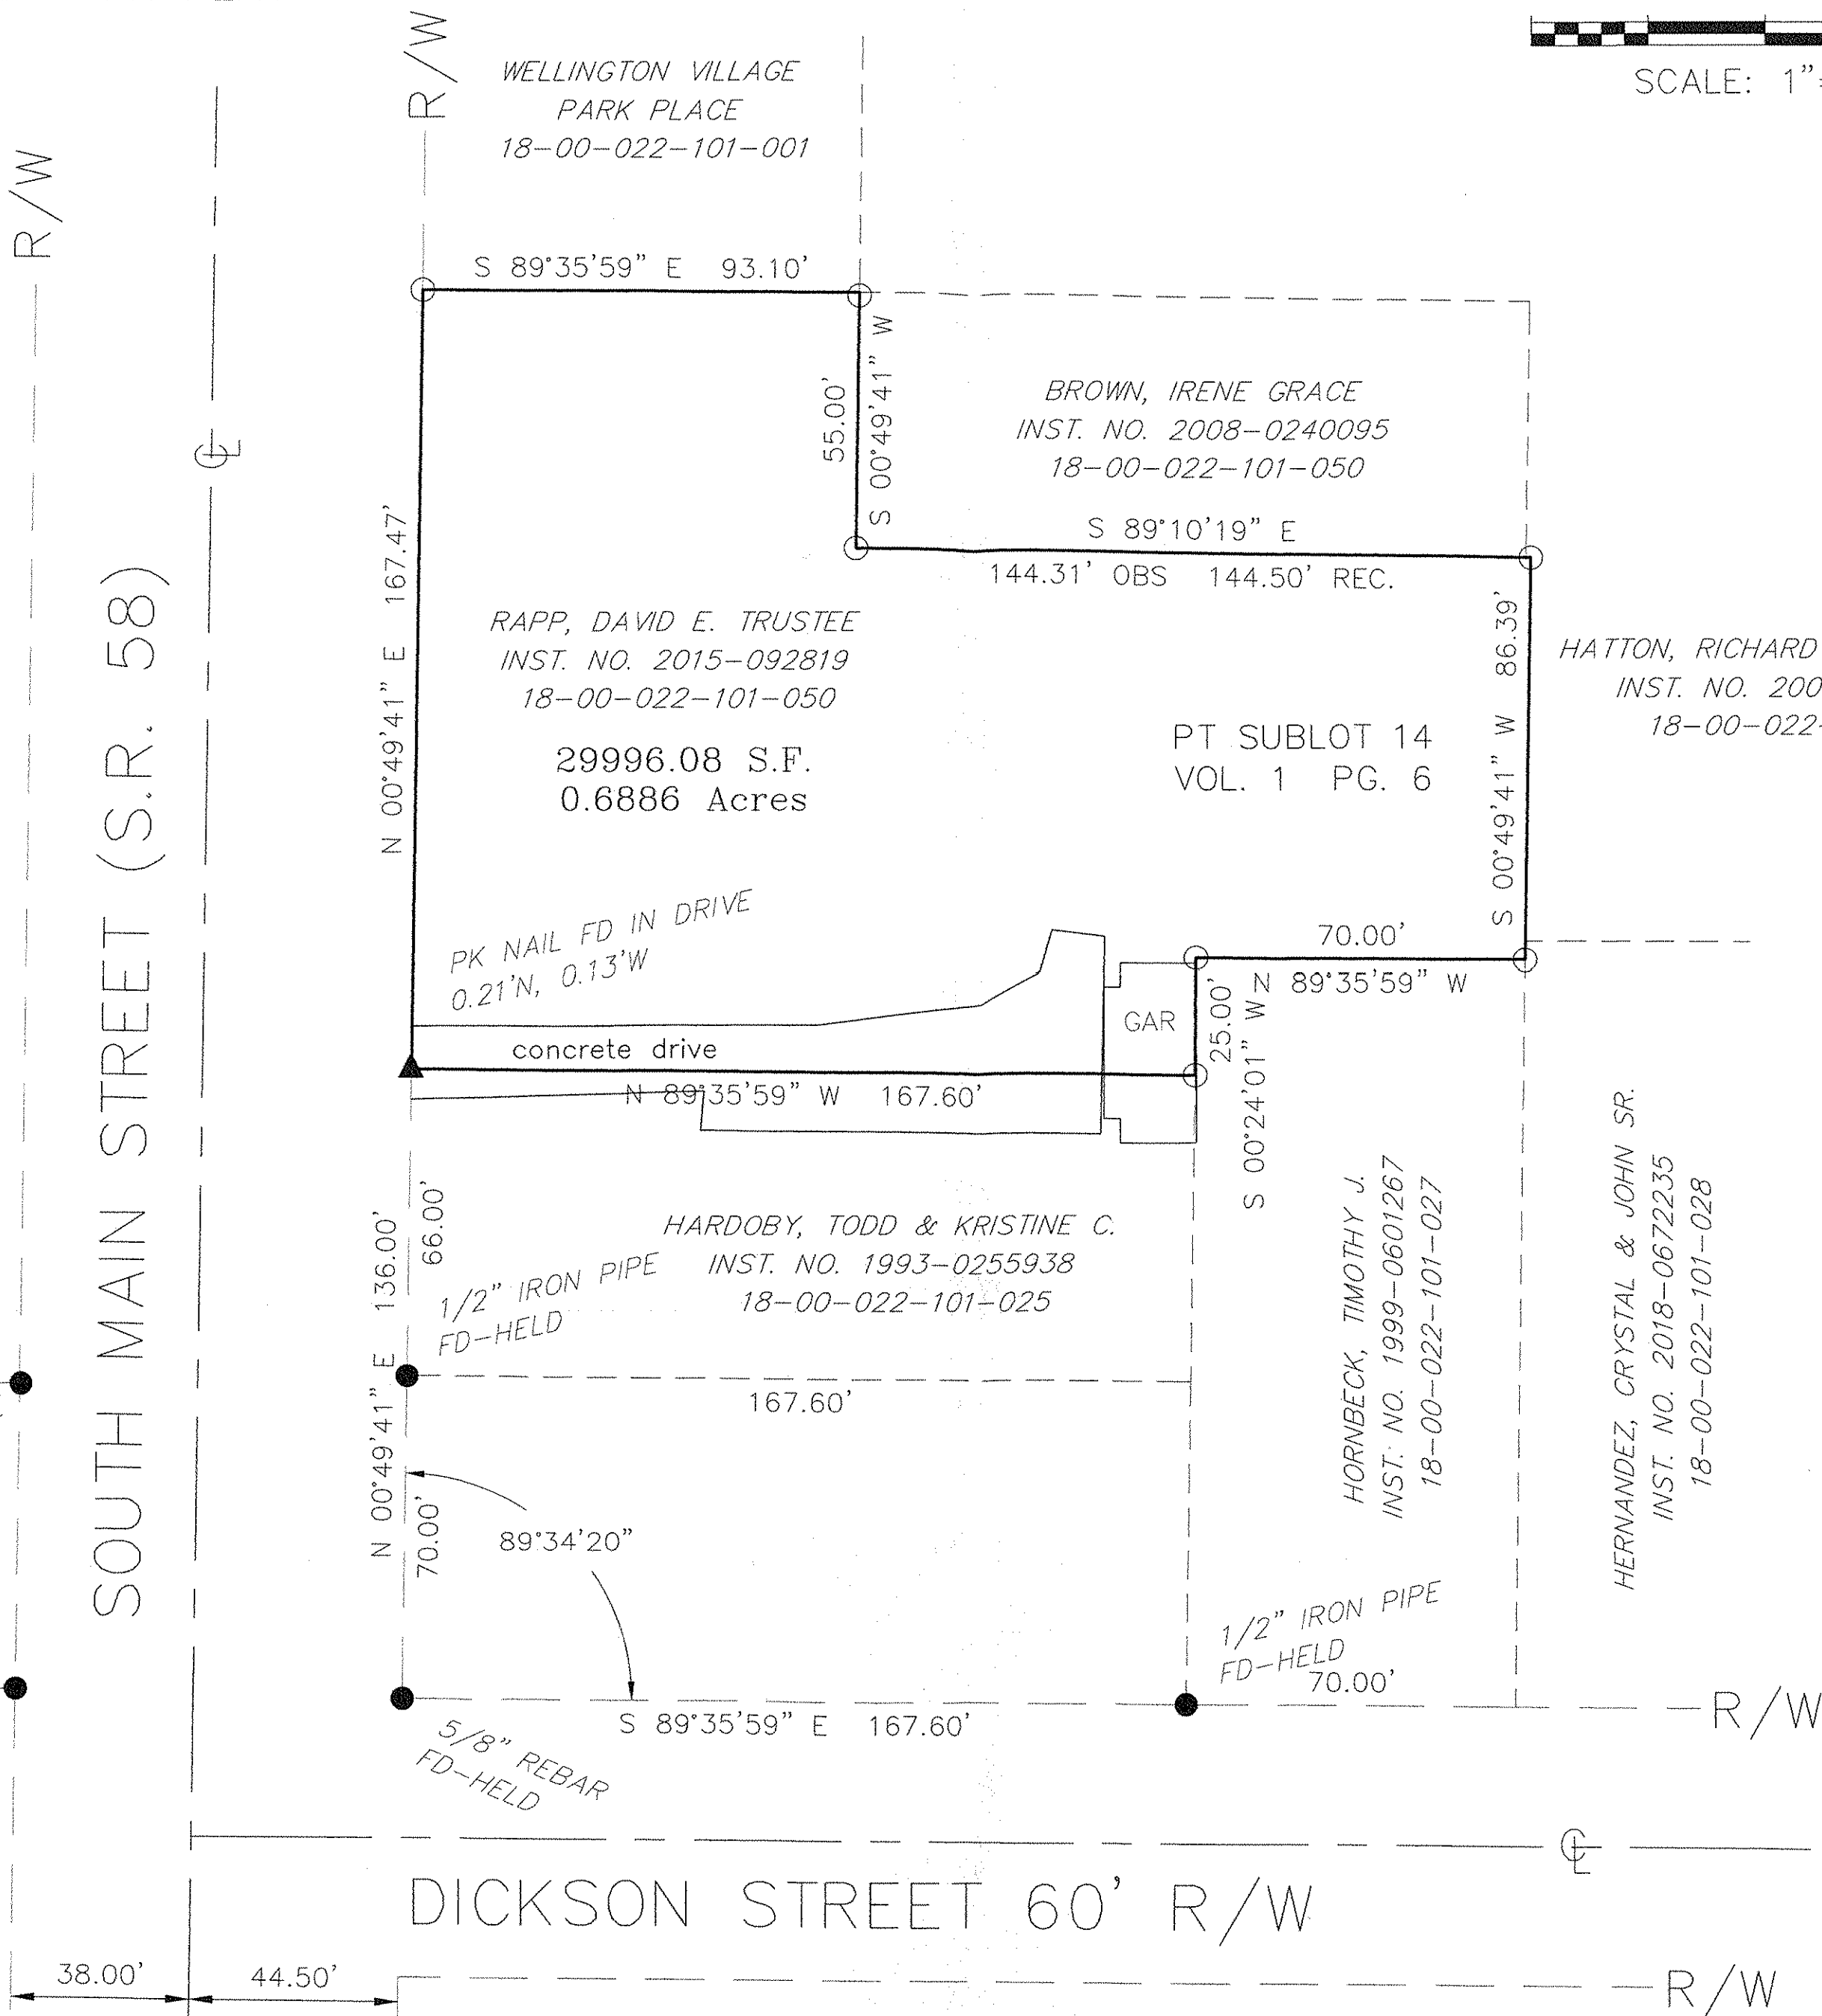 SCALE: 1"=
R/W
R/W
WELLINGTON VILLAGE
PARK PLACE
18-00-022-101-001
S 89°35'59" E 93.10'
55.00'
S 00°49'41" W
BROWN, IRENE GRACE
INST. NO. 2008-0240095
18-00-022-101-050
S 89°10'19" E
144.31' OBS 144.50' REC.
N 00°49'41" E 167.47'
RAPP, DAVID E. TRUSTEE
INST. NO. 2015-092819
18-00-022-101-050
29996.08 S.F.
0.6886 Acres
PT SUBLOT 14
VOL. 1 PG. 6
S 00°49'41" W 86.39'
HATTON, RICHARD
INST. NO. 200
18-00-022-
SOUTH MAIN STREET (S.R. 58)
PK NAIL FD IN DRIVE
0.21'N, 0.13'W
70.00'
N 89°35'59" W
GAR
25.00'
S 00°24'01" W
concrete drive
N 89°35'59" W 167.60'
N 00°49'41" E 136.00'
66.00'
HARDOBY, TODD & KRISTINE C.
INST. NO. 1993-0255938
18-00-022-101-025
1/2" IRON PIPE
FD-HELD
167.60'
HORNBECK, TIMOTHY J.
INST. NO. 1999-0601267
18-00-022-101-027
HERNANDEZ, CRYSTAL & JOHN SR.
INST. NO. 2018-0672235
18-00-022-101-028
70.00'
89°34'20"
1/2" IRON PIPE
FD-HELD
70.00'
S 89°35'59" E 167.60'
R/W
5/8" REBAR
FD-HELD
CL
CL
DICKSON STREET 60' R/W
38.00'
44.50'
R/W